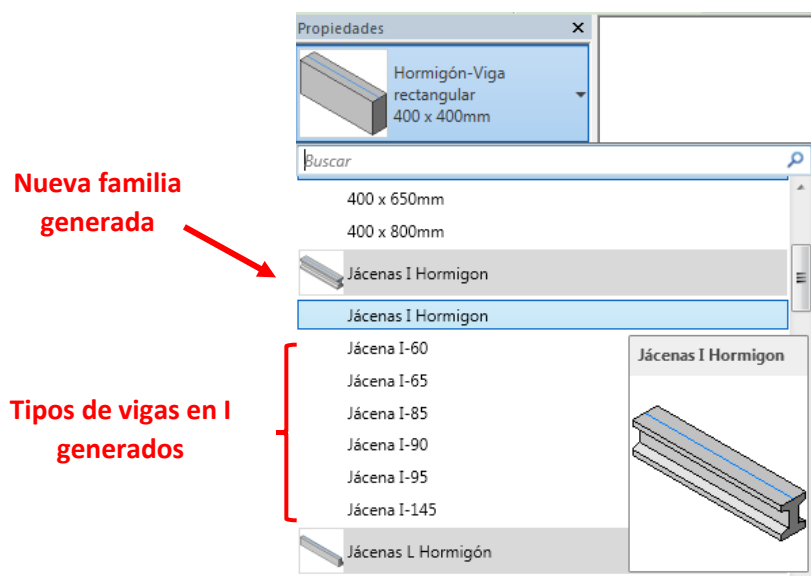 Propiedades
Hormigón-Viga
rectangular
400 x 400mm
Buscar
400 x 650mm
400 x 800mm
Nueva familia
generada
Jácenas I Hormigon
Jácenas I Hormigon
Jácena I-60
Jácena I-65
Jácena I-85
Jácena I-90
Jácena I-95
Jácena I-145
Tipos de vigas en I
generados
Jácenas I Hormigon
Jácenas L Hormigón